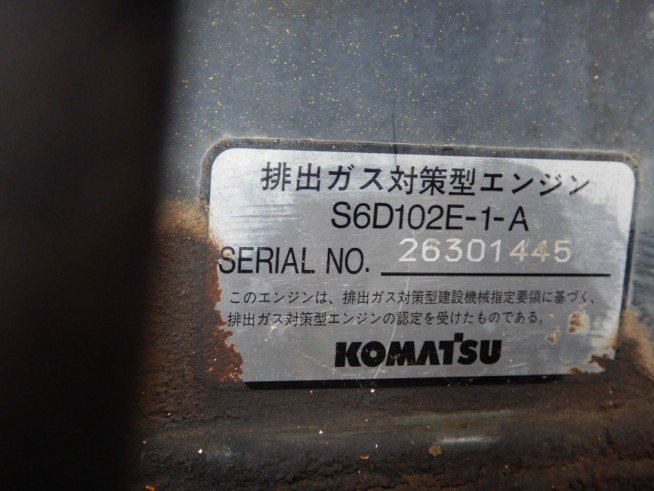 排出ガス対策型エンジン
S6D102E-1-A
SERIAL NO. 26301445
このエンジンは、排出ガス対策型建設機械指定要領に基づく、
排出ガス対策型エンジンの認定を受けたものである。
KOMATSU